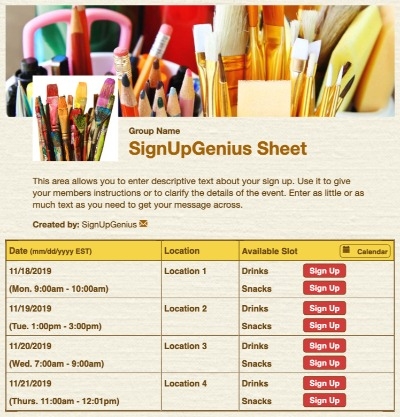 Group Name
SignUpGenius Sheet
This area allows you to enter descriptive text about your sign up. Use it to give
your members instructions or to clarify the details of the event. Enter as little or as
much text as you need to get your message across.
Created by: SignUpGenius
Date (mm/dd/yyyy EST) Location Available Slot Calendar
11/18/2019 Location 1 Drinks Sign Up
(Mon. 9:00am - 10:00am) Snacks Sign Up
11/19/2019 Location 2 Drinks Sign Up
(Tue. 1:00pm - 3:00pm) Snacks Sign Up
11/20/2019 Location 3 Drinks Sign Up
(Wed. 7:00am - 9:00am) Snacks Sign Up
11/21/2019 Location 4 Drinks Sign Up
(Thurs. 11:00am - 12:01pm) Snacks Sign Up